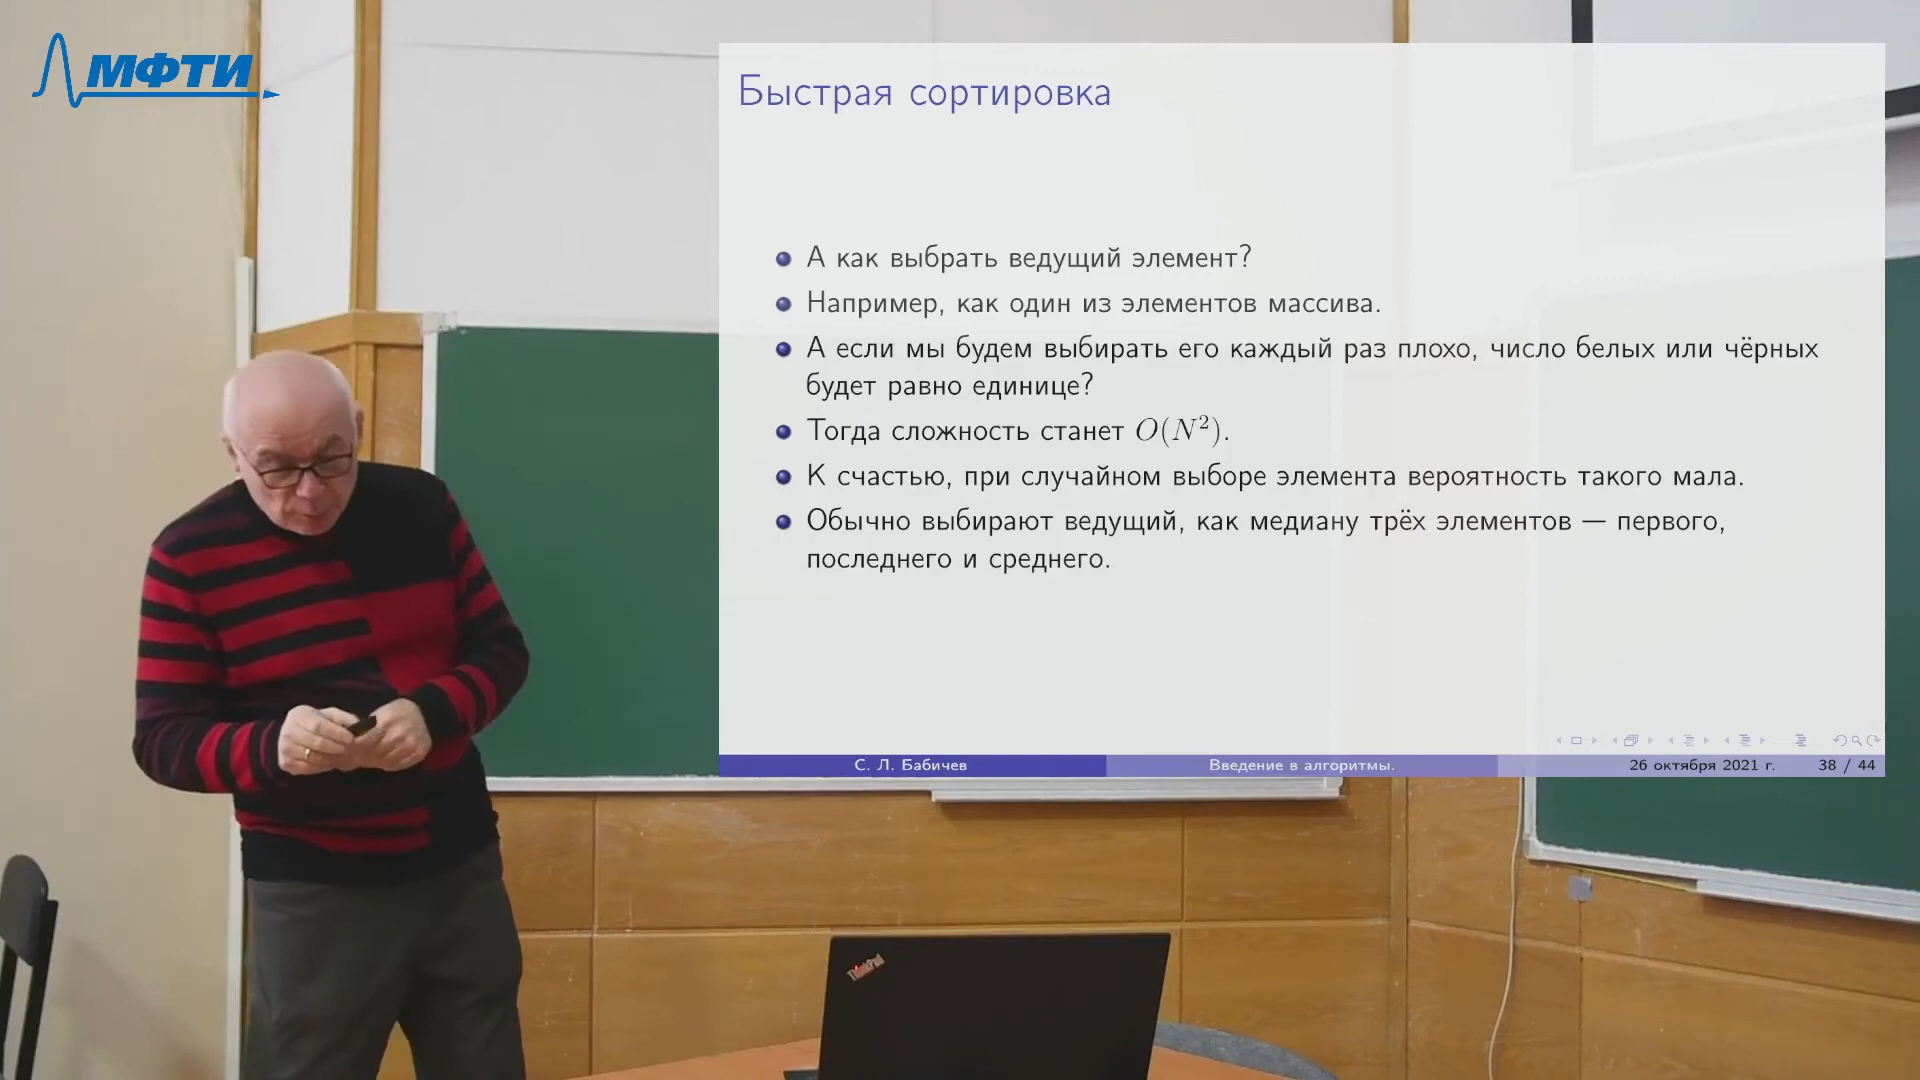 МФТИ
Быстрая сортировка
А как выбрать ведущий элемент?
Например, как один из элементов массива.
А если мы будем выбирать его каждый раз плохо, число белых или чёрных
будет равно единице?
Тогда сложность станет O(N²).
К счастью, при случайном выборе элемента вероятность такого мала.
Обычно выбирают ведущий, как медиану трёх элементов — первого,
последнего и среднего.
С. Л. Бабичев
Введение в алгоритмы.
26 октября 2021 г.
38 / 44
ThinkPad